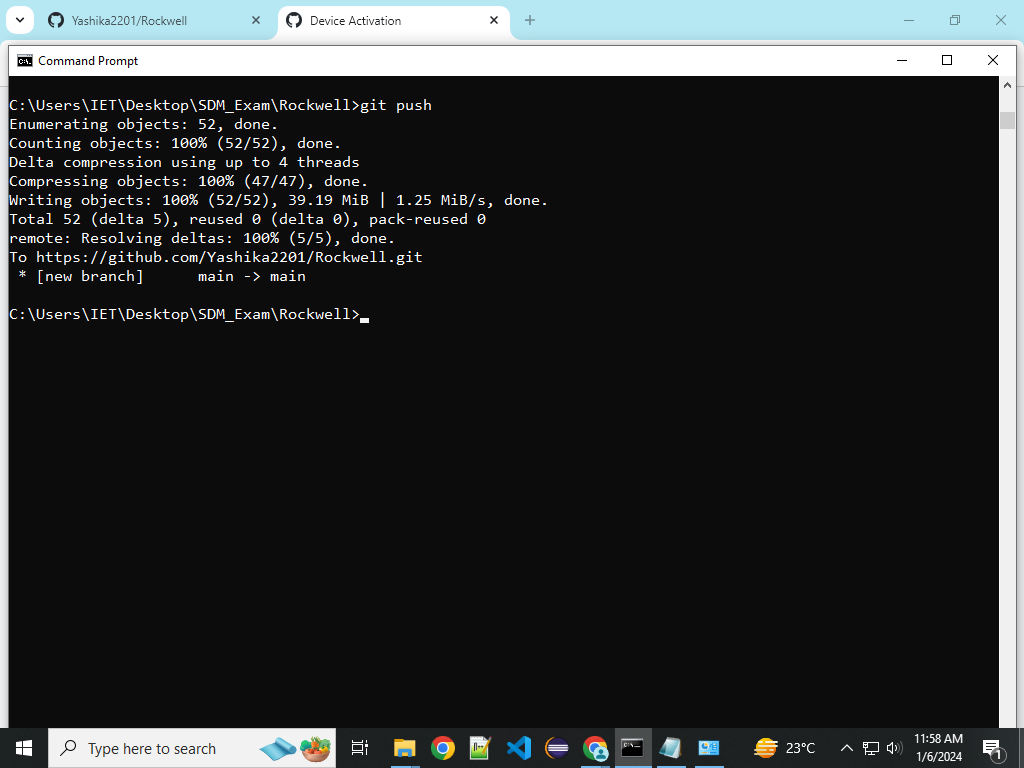 Yashika2201/Rockwell
Device Activation
Command Prompt
C:\Users\IET\Desktop\SDM_Exam\Rockwell>git push
Enumerating objects: 52, done.
Counting objects: 100% (52/52), done.
Delta compression using up to 4 threads
Compressing objects: 100% (47/47), done.
Writing objects: 100% (52/52), 39.19 MiB | 1.25 MiB/s, done.
Total 52 (delta 5), reused 0 (delta 0), pack-reused 0
remote: Resolving deltas: 100% (5/5), done.
To https://github.com/Yashika2201/Rockwell.git
 * [new branch]      main -> main
C:\Users\IET\Desktop\SDM_Exam\Rockwell>
Type here to search
23°C
11:58 AM
1/6/2024
1